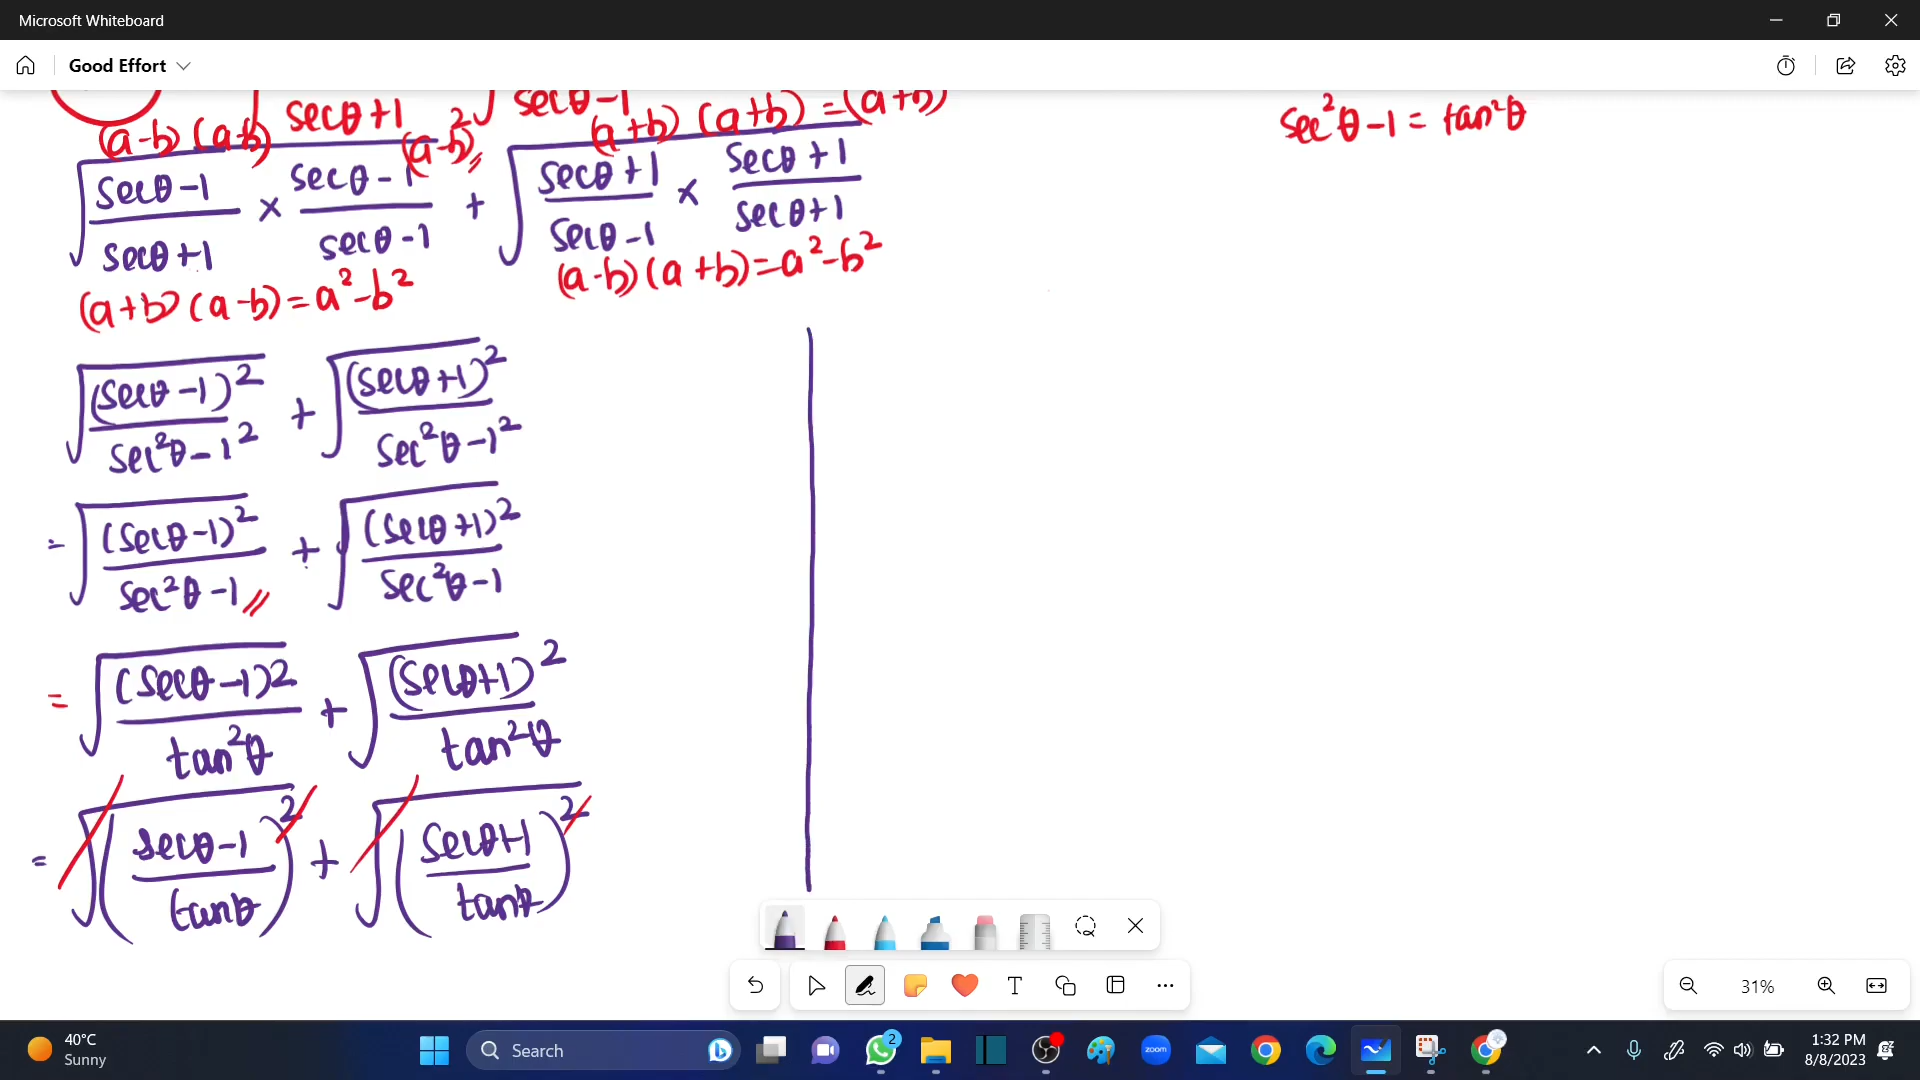 Microsoft Whiteboard
Good Effort
secθ+1 secθ-1
(a-b) (a-b) (a-b)² (a+b) (a+b) = (a+b)
sec²θ-1 = tan²θ
√((secθ-1)/(secθ+1) × (secθ-1)/(secθ-1)) + √((secθ+1)/(secθ-1) × (secθ+1)/(secθ+1))
(a+b) (a-b) = a²-b² (a-b) (a+b) = a²-b²
√((secθ-1)²/(sec²θ-1²)) + √((secθ+1)²/(sec²θ-1²))
= √((secθ-1)²/(sec²θ-1)) + √((secθ+1)²/(sec²θ-1))
= √((secθ-1)²/tan²θ) + √((secθ+1)²/tan²θ)
= √((secθ-1)/tanθ)² + √((secθ+1)/tanθ)²
31%
40°C
Sunny
Search
2
zoom
1:32 PM
8/8/2023